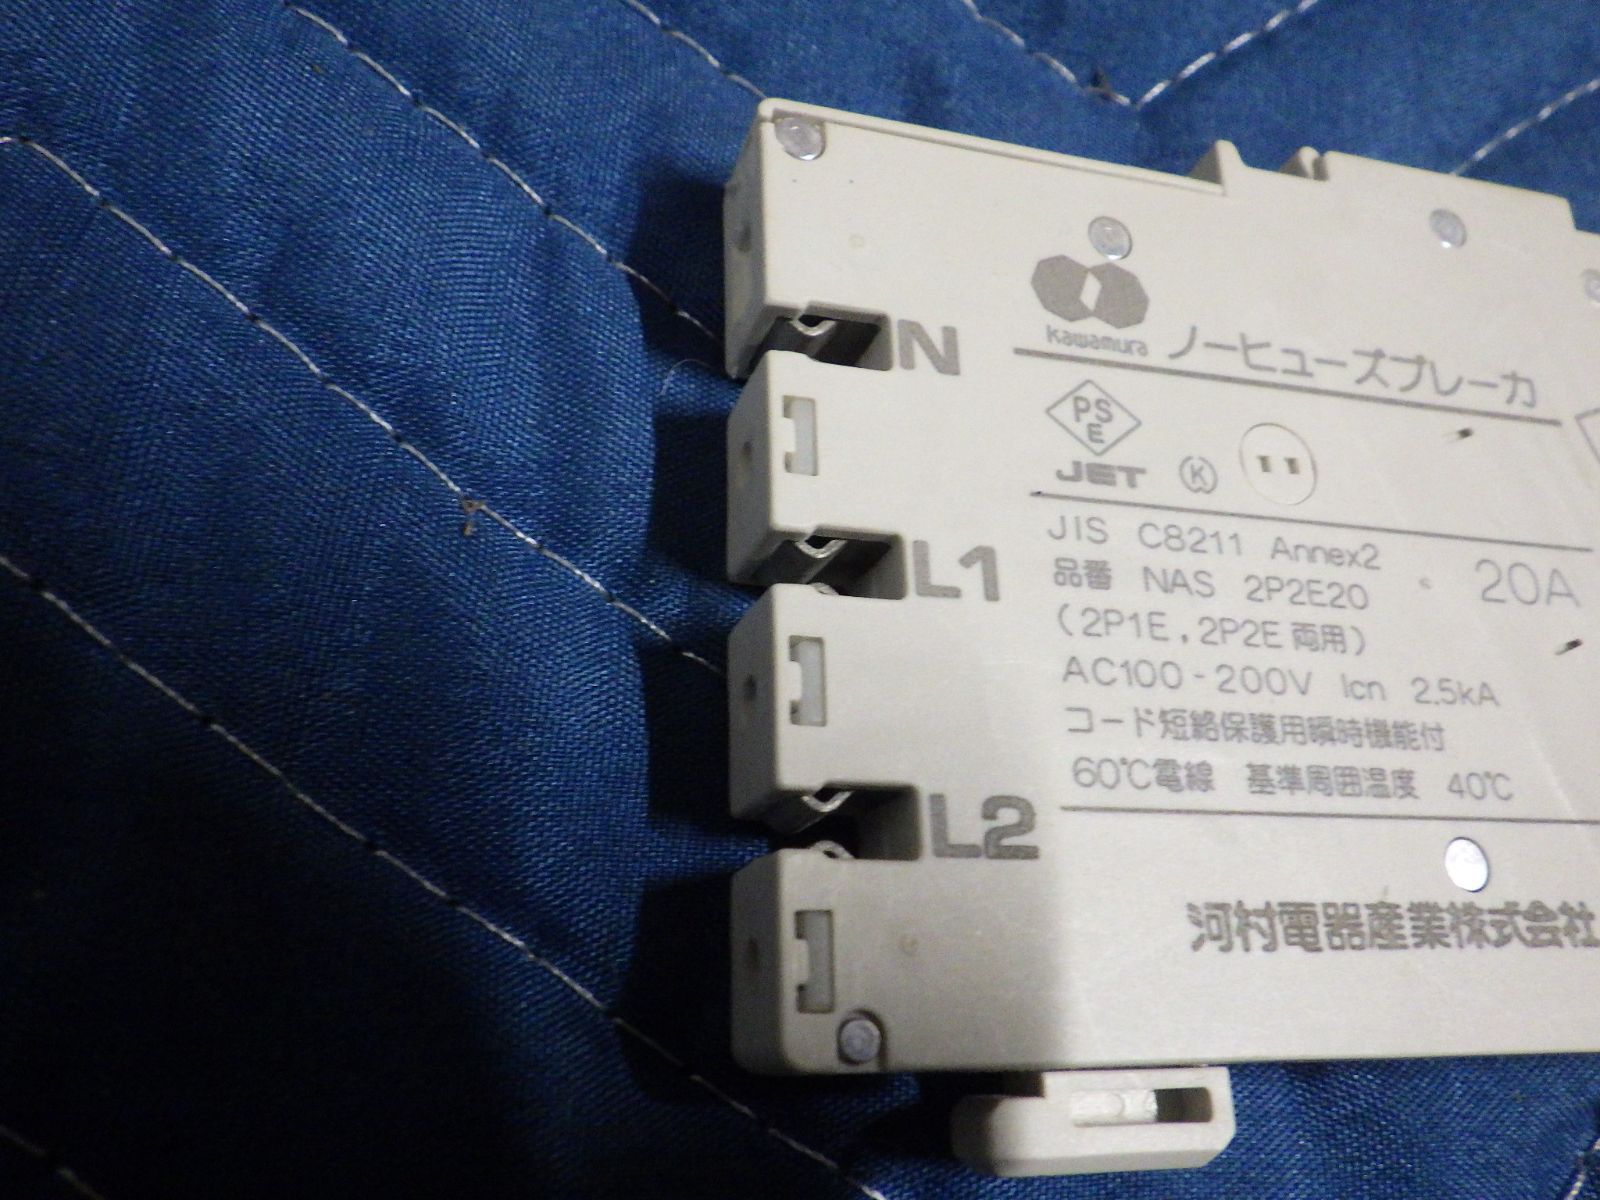 N
Kawamura ノーヒューズブレーカ
PS
E
JET K
L1
JIS C8211 Annex2
品番 NAS 2P2E20 20A
(2P1E,2P2E両用)
AC100-200V Icn 2.5kA
コード短絡保護用瞬時機能付
60℃電線 基準周囲温度 40℃
L2
河村電器産業株式会社